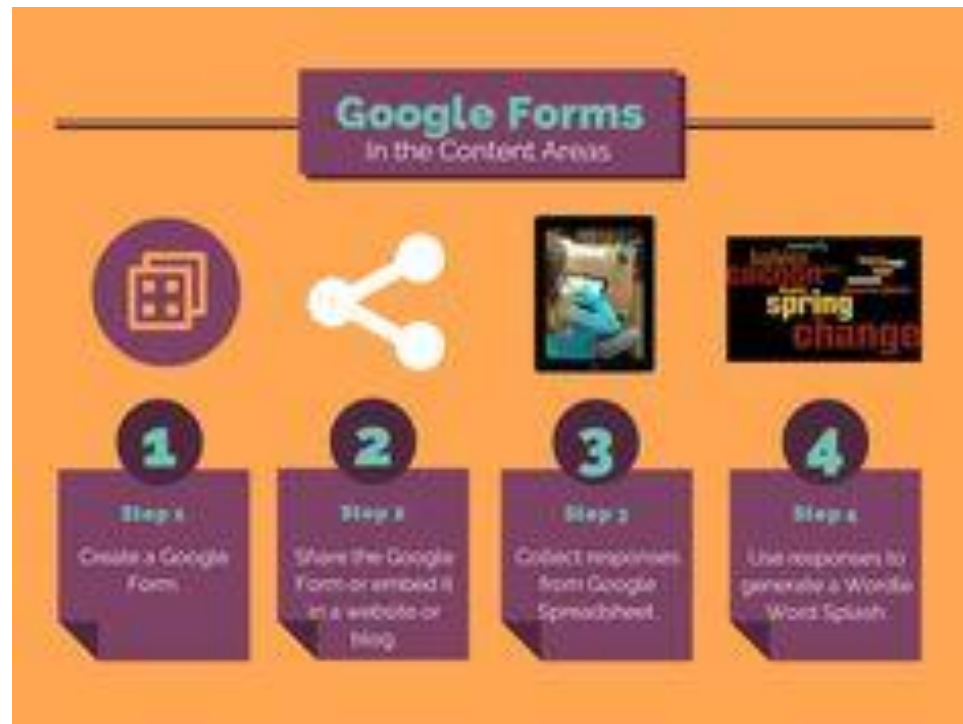 Google Forms
In the Content Areas
spring
change
1
2
3
4
Step 1
Create a Google
Form.
Step 2
Share the Google
Form or embed it
in a website or
blog
Step 3
Collect responses
from Google
Spreadsheet.
Step 4
Use responses to
generate a Wordle
Word Splash